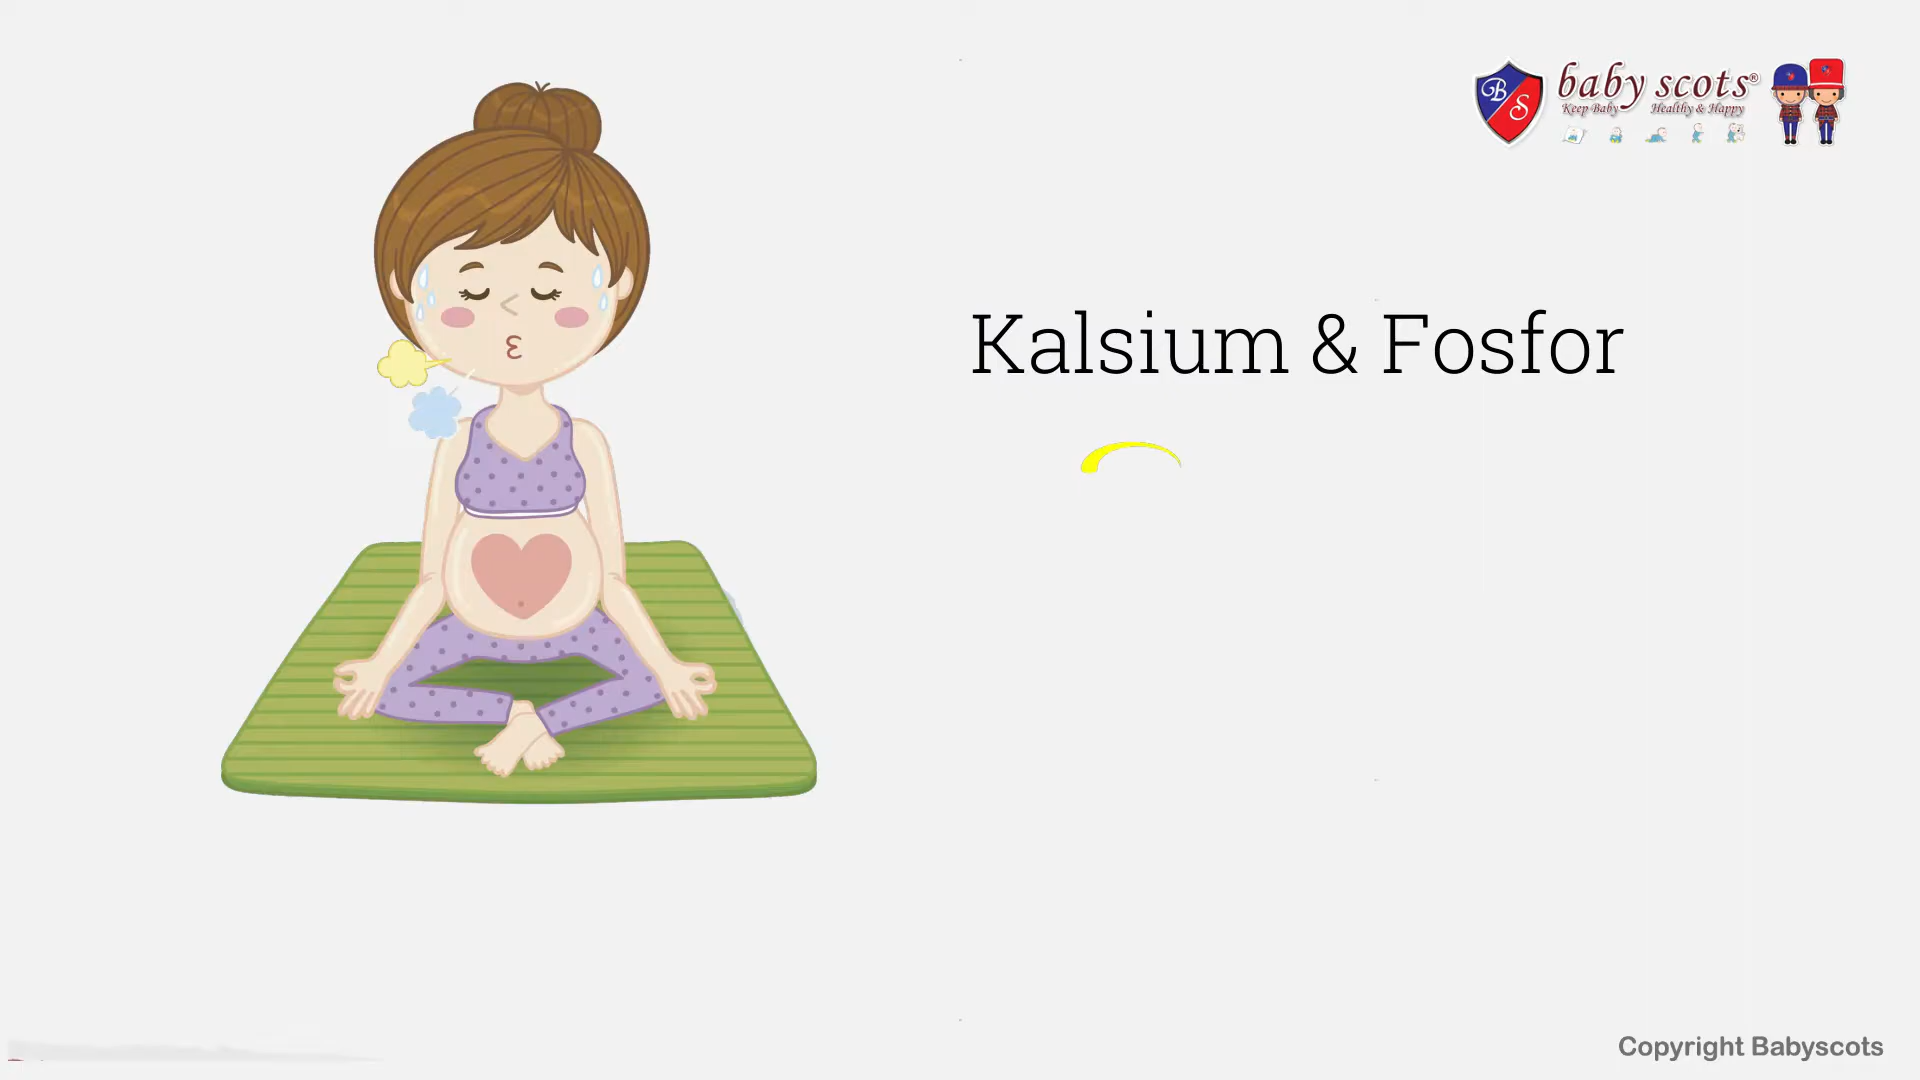 B S
baby scots®
Keep Baby Healthy & Happy
Kalsium & Fosfor
Copyright Babyscots